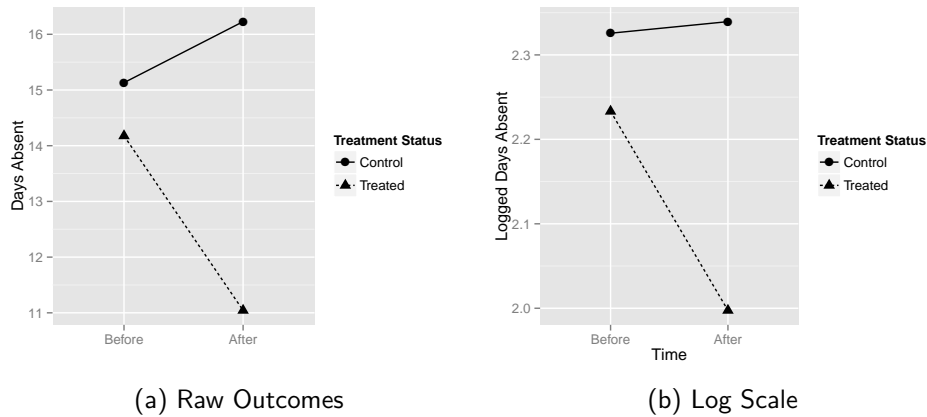 Days Absent
16
15
14
13
12
11
Before
After
Treatment Status
Control
Treated
(a) Raw Outcomes
Logged Days Absent
2.3
2.2
2.1
2.0
Before
After
Time
Treatment Status
Control
Treated
(b) Log Scale